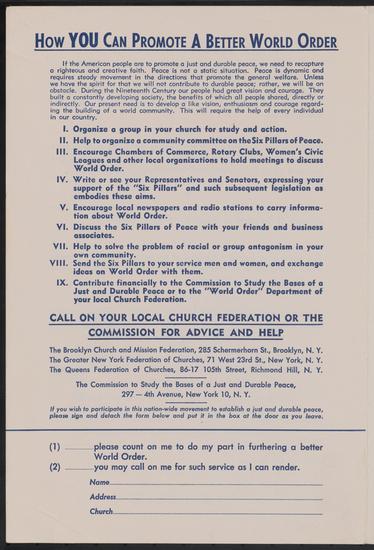 How YOU Can Promote A Better World Order
If the American people are to promote a just and durable peace, we need to recapture
a righteous and creative faith. Peace is not a static situation. Peace is dynamic and
requires steady movement in the directions that promote the general welfare. Unless
we have the spirit for that we will not contribute to durable peace; rather, we will be an
obstacle. During the Nineteenth Century our people had great vision and courage. They
built a constantly developing society, the benefits of which all people shared, directly or
indirectly. Our present need is to develop a like vision, enthusiasm and courage regard-
ing the building of a world community. This will require the help of every individual
in our country.
I. Organize a group in your church for study and action.
II. Help to organize a community committee on the Six Pillars of Peace.
III. Encourage Chambers of Commerce, Rotary Clubs, Women's Civic
Leagues and other local organizations to hold meetings to discuss
World Order.
IV. Write or see your Representatives and Senators, expressing your
support of the "Six Pillars" and such subsequent legislation as
embodies these aims.
V. Encourage local newspapers and radio stations to carry informa-
tion about World Order.
VI. Discuss the Six Pillars of Peace with your friends and business
associates.
VII. Help to solve the problem of racial or group antagonism in your
own community.
VIII. Send the Six Pillars to your service men and women, and exchange
ideas on World Order with them.
IX. Contribute financially to the Commission to Study the Bases of a
Just and Durable Peace or to the "World Order" Department of
your local Church Federation.
CALL ON YOUR LOCAL CHURCH FEDERATION OR THE
COMMISSION FOR ADVICE AND HELP
The Brooklyn Church and Mission Federation, 285 Schermerhorn St., Brooklyn, N. Y.
The Greater New York Federation of Churches, 71 West 23rd St., New York, N. Y.
The Queens Federation of Churches, 86-17 105th Street, Richmond Hill, N. Y.
The Commission to Study the Bases of a Just and Durable Peace,
297 — 4th Avenue, New York 10, N. Y.
If you wish to participate in this nation-wide movement to establish a just and durable peace,
please sign and detach the form below and put it in the box at the door as you leave.
(1) ........ please count on me to do my part in furthering a better
World Order.
(2) ........ you may call on me for such service as I can render.
Name
Address
Church